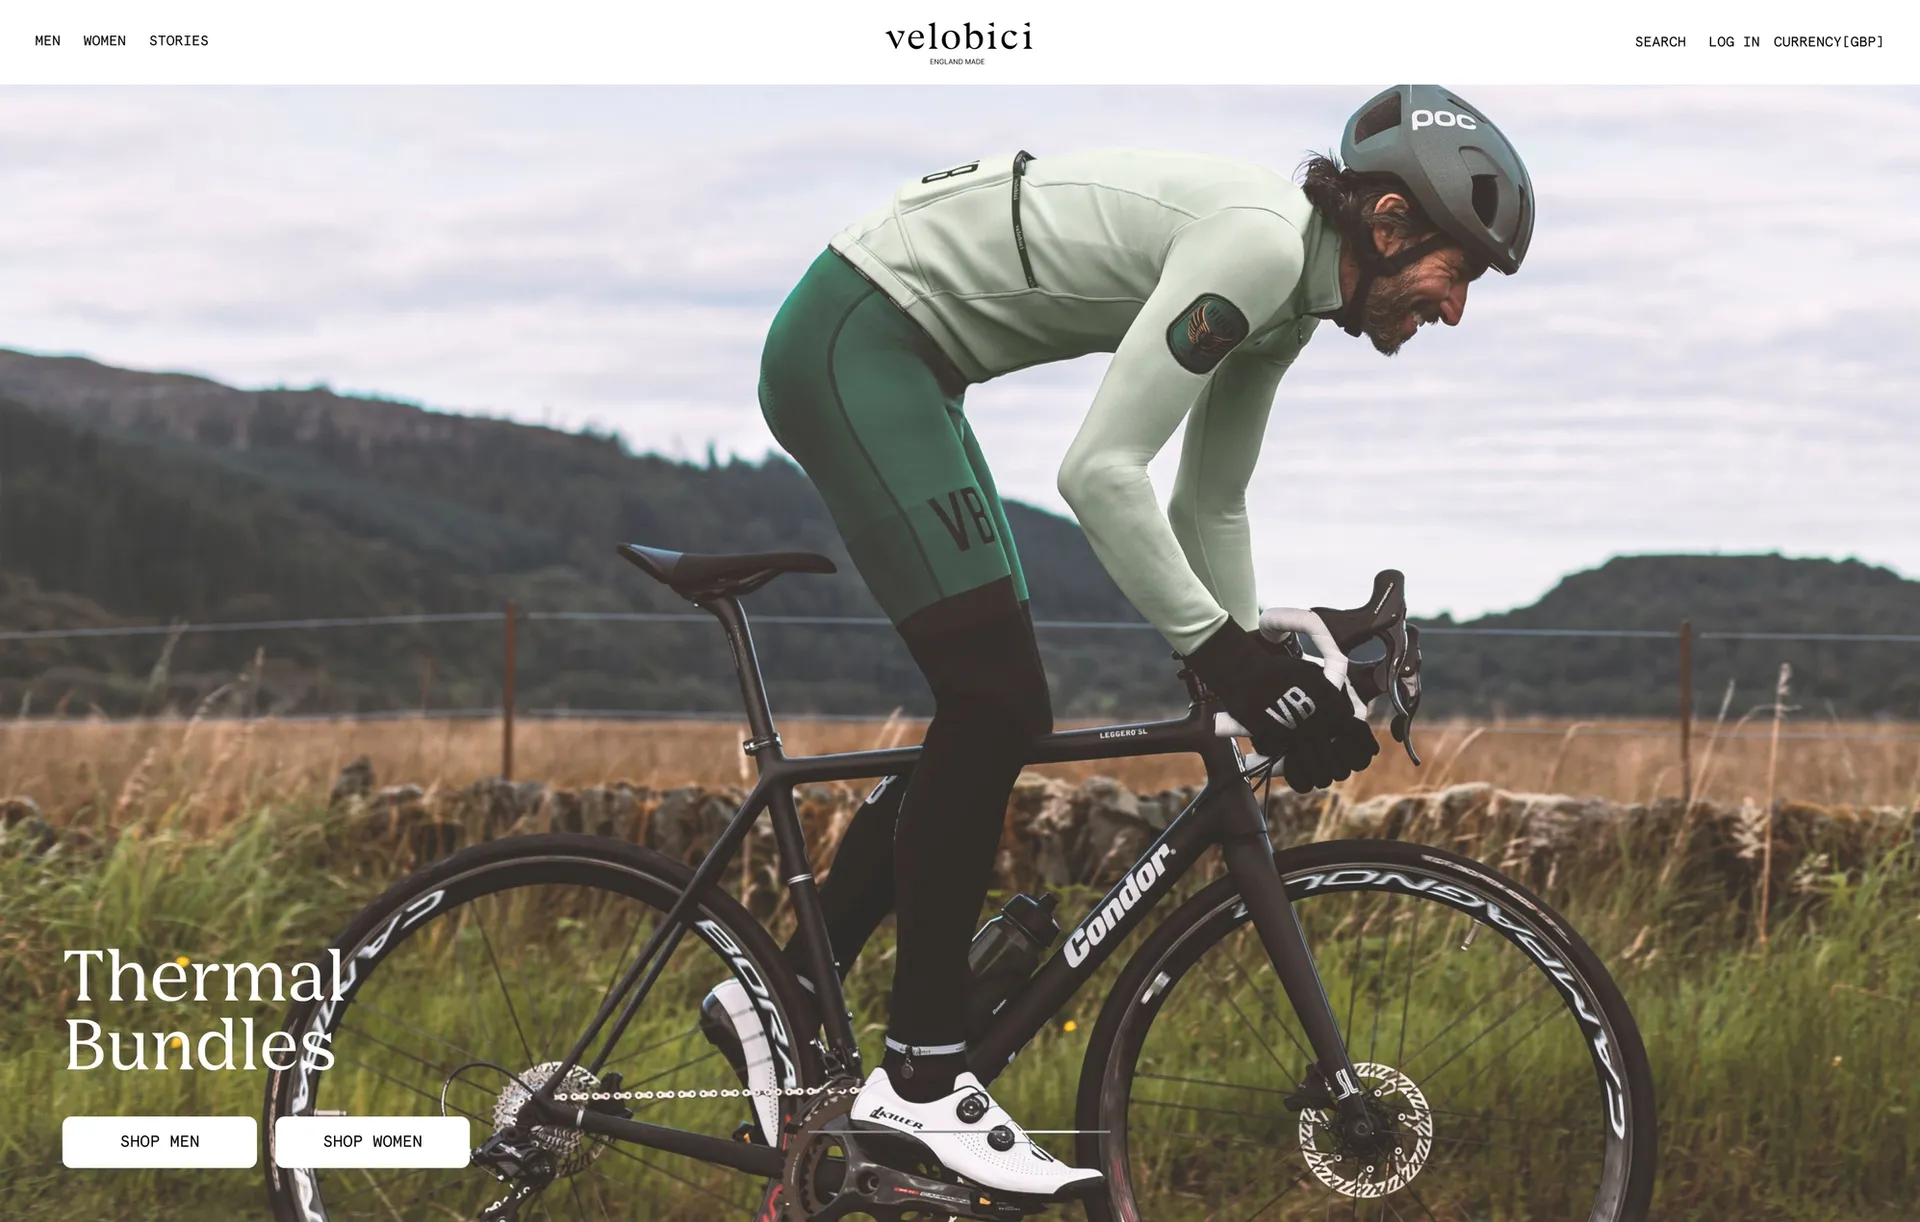 MEN WOMEN STORIES
velobici
ENGLAND MADE
SEARCH LOG IN CURRENCY[GBP]
poc
B
VB
VB
LEGGERO SL
Condor
BORA
CAMPAGNOLO
SL
Thermal
Bundles
SHOP MEN SHOP WOMEN